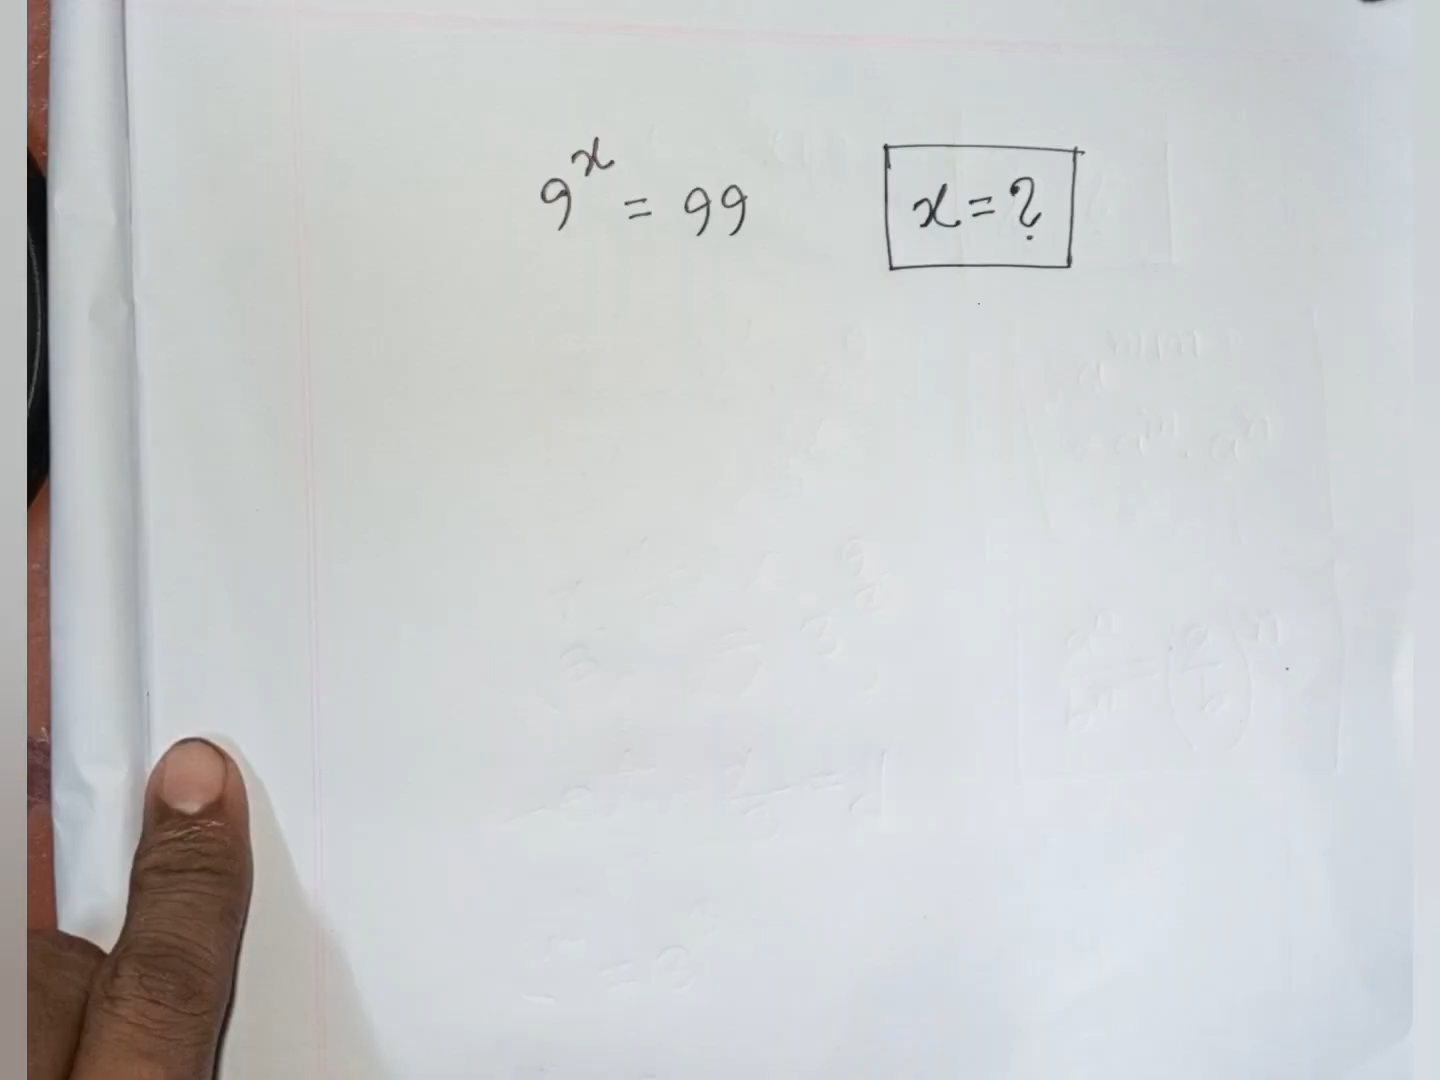 9^x = 99 x = ?